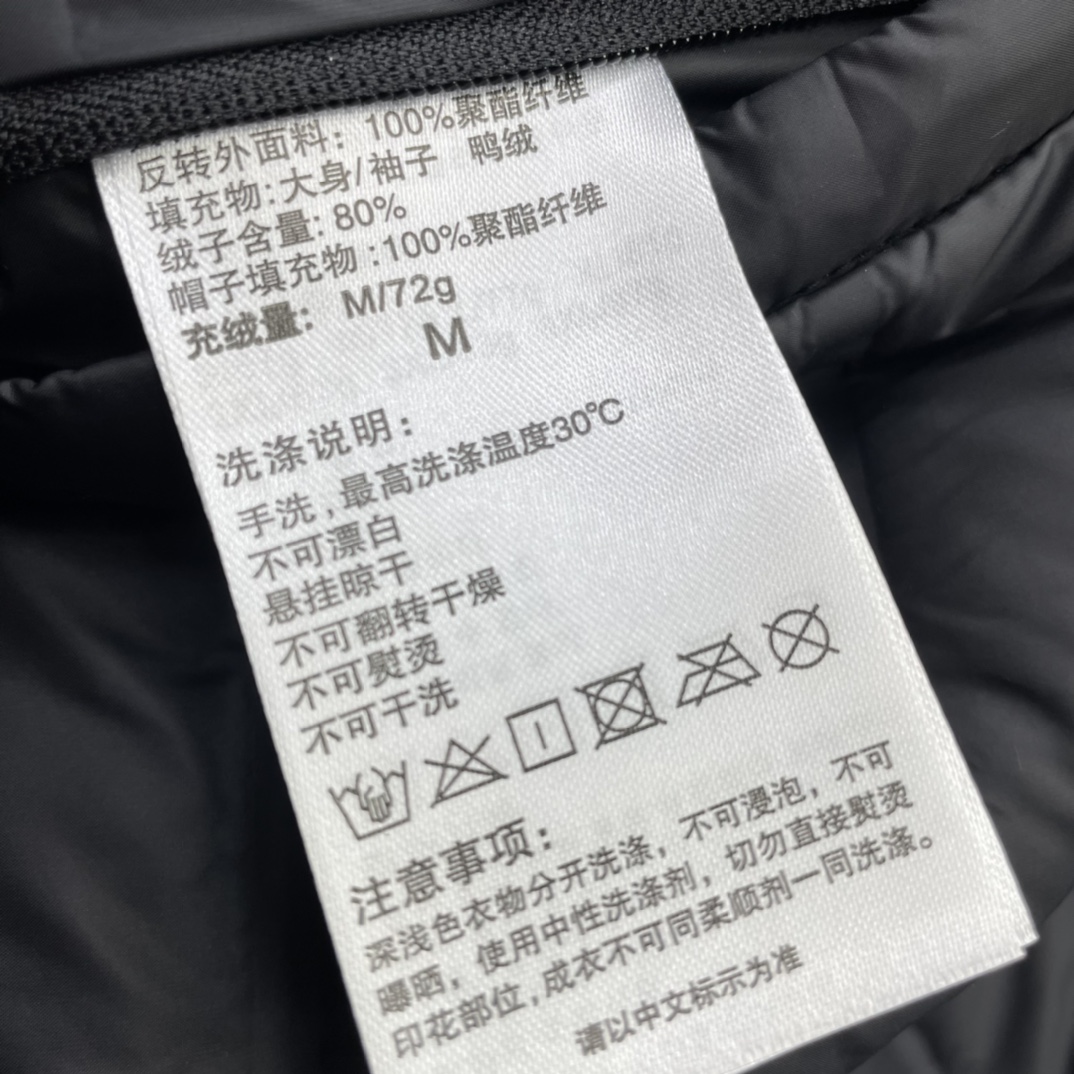 反转外面料：100%聚酯纤维
填充物:大身/袖子 鸭绒
绒子含量: 80%
帽子填充物 :100%聚酯纤维
充绒量： M/72g
M
洗涤说明：
手洗，最高洗涤温度30℃
不可漂白
悬挂晾干
不可翻转干燥
不可熨烫
不可干洗
注意事项：
深浅色衣物分开洗涤，不可浸泡，不可
曝晒，使用中性洗涤剂，切勿直接熨烫
印花部位，成衣不可同柔顺剂一同洗涤。
请以中文标示为准